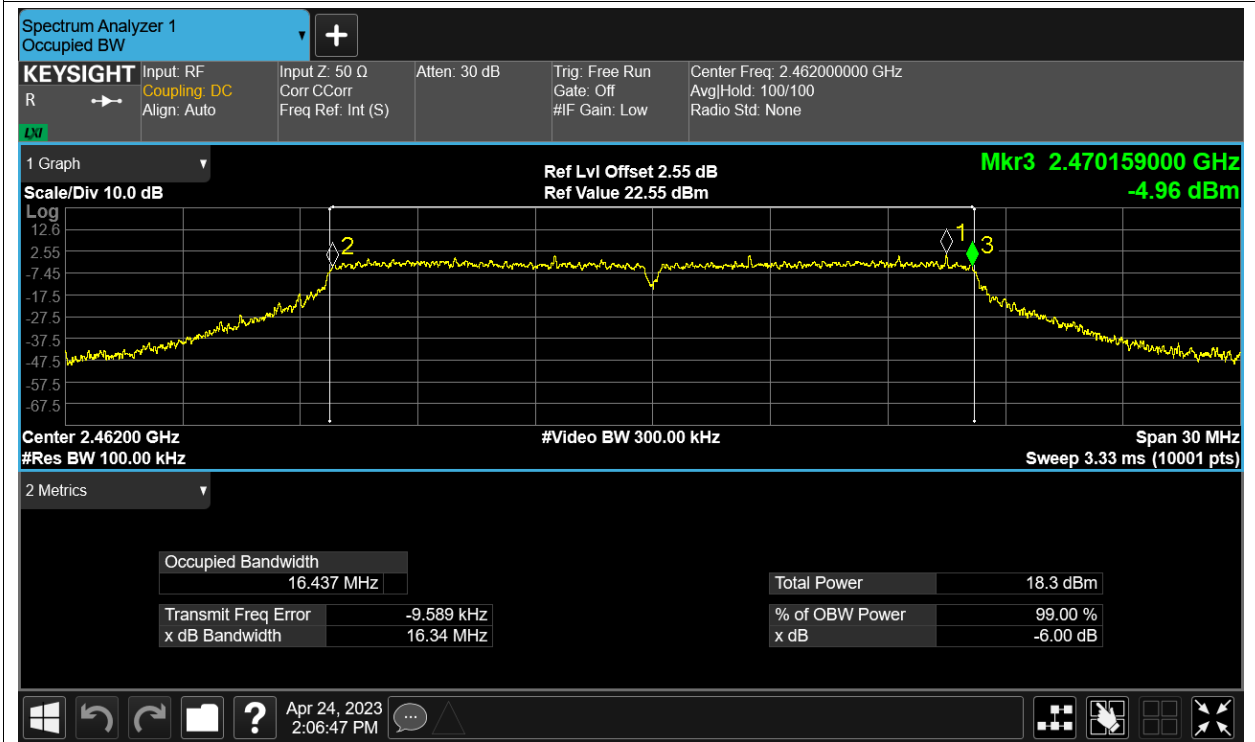 Spectrum Analyzer 1
Occupied BW
KEYSIGHT
R
LXI
Input: RF
Coupling: DC
Align: Auto
Input Z: 50 Ω
Corr CCorr
Freq Ref: Int (S)
Atten: 30 dB
Trig: Free Run
Gate: Off
#IF Gain: Low
Center Freq: 2.462000000 GHz
Avg|Hold: 100/100
Radio Std: None
1 Graph
Scale/Div 10.0 dB
Ref Lvl Offset 2.55 dB
Ref Value 22.55 dBm
Mkr3 2.470159000 GHz
-4.96 dBm
Log
12.6
2.55
-7.45
-17.5
-27.5
-37.5
-47.5
-57.5
-67.5
2
1
3
Center 2.46200 GHz
#Res BW 100.00 kHz
#Video BW 300.00 kHz
Span 30 MHz
Sweep 3.33 ms (10001 pts)
2 Metrics
Occupied Bandwidth
16.437 MHz
Transmit Freq Error -9.589 kHz
x dB Bandwidth 16.34 MHz
Total Power 18.3 dBm
% of OBW Power 99.00 %
x dB -6.00 dB
?
Apr 24, 2023
2:06:47 PM